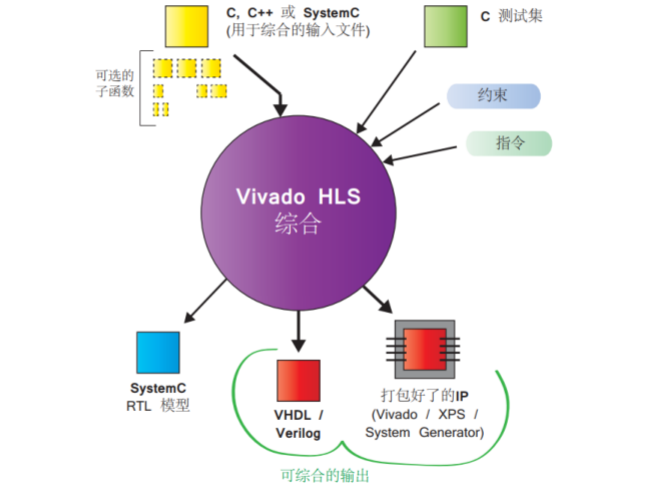 C, C++ 或 SystemC
(用于综合的输入文件)
C 测试集
可选的
子函数
约束
指令
Vivado HLS
综合
SystemC
RTL 模型
VHDL /
Verilog
打包好了的IP
(Vivado / XPS /
System Generator)
可综合的输出